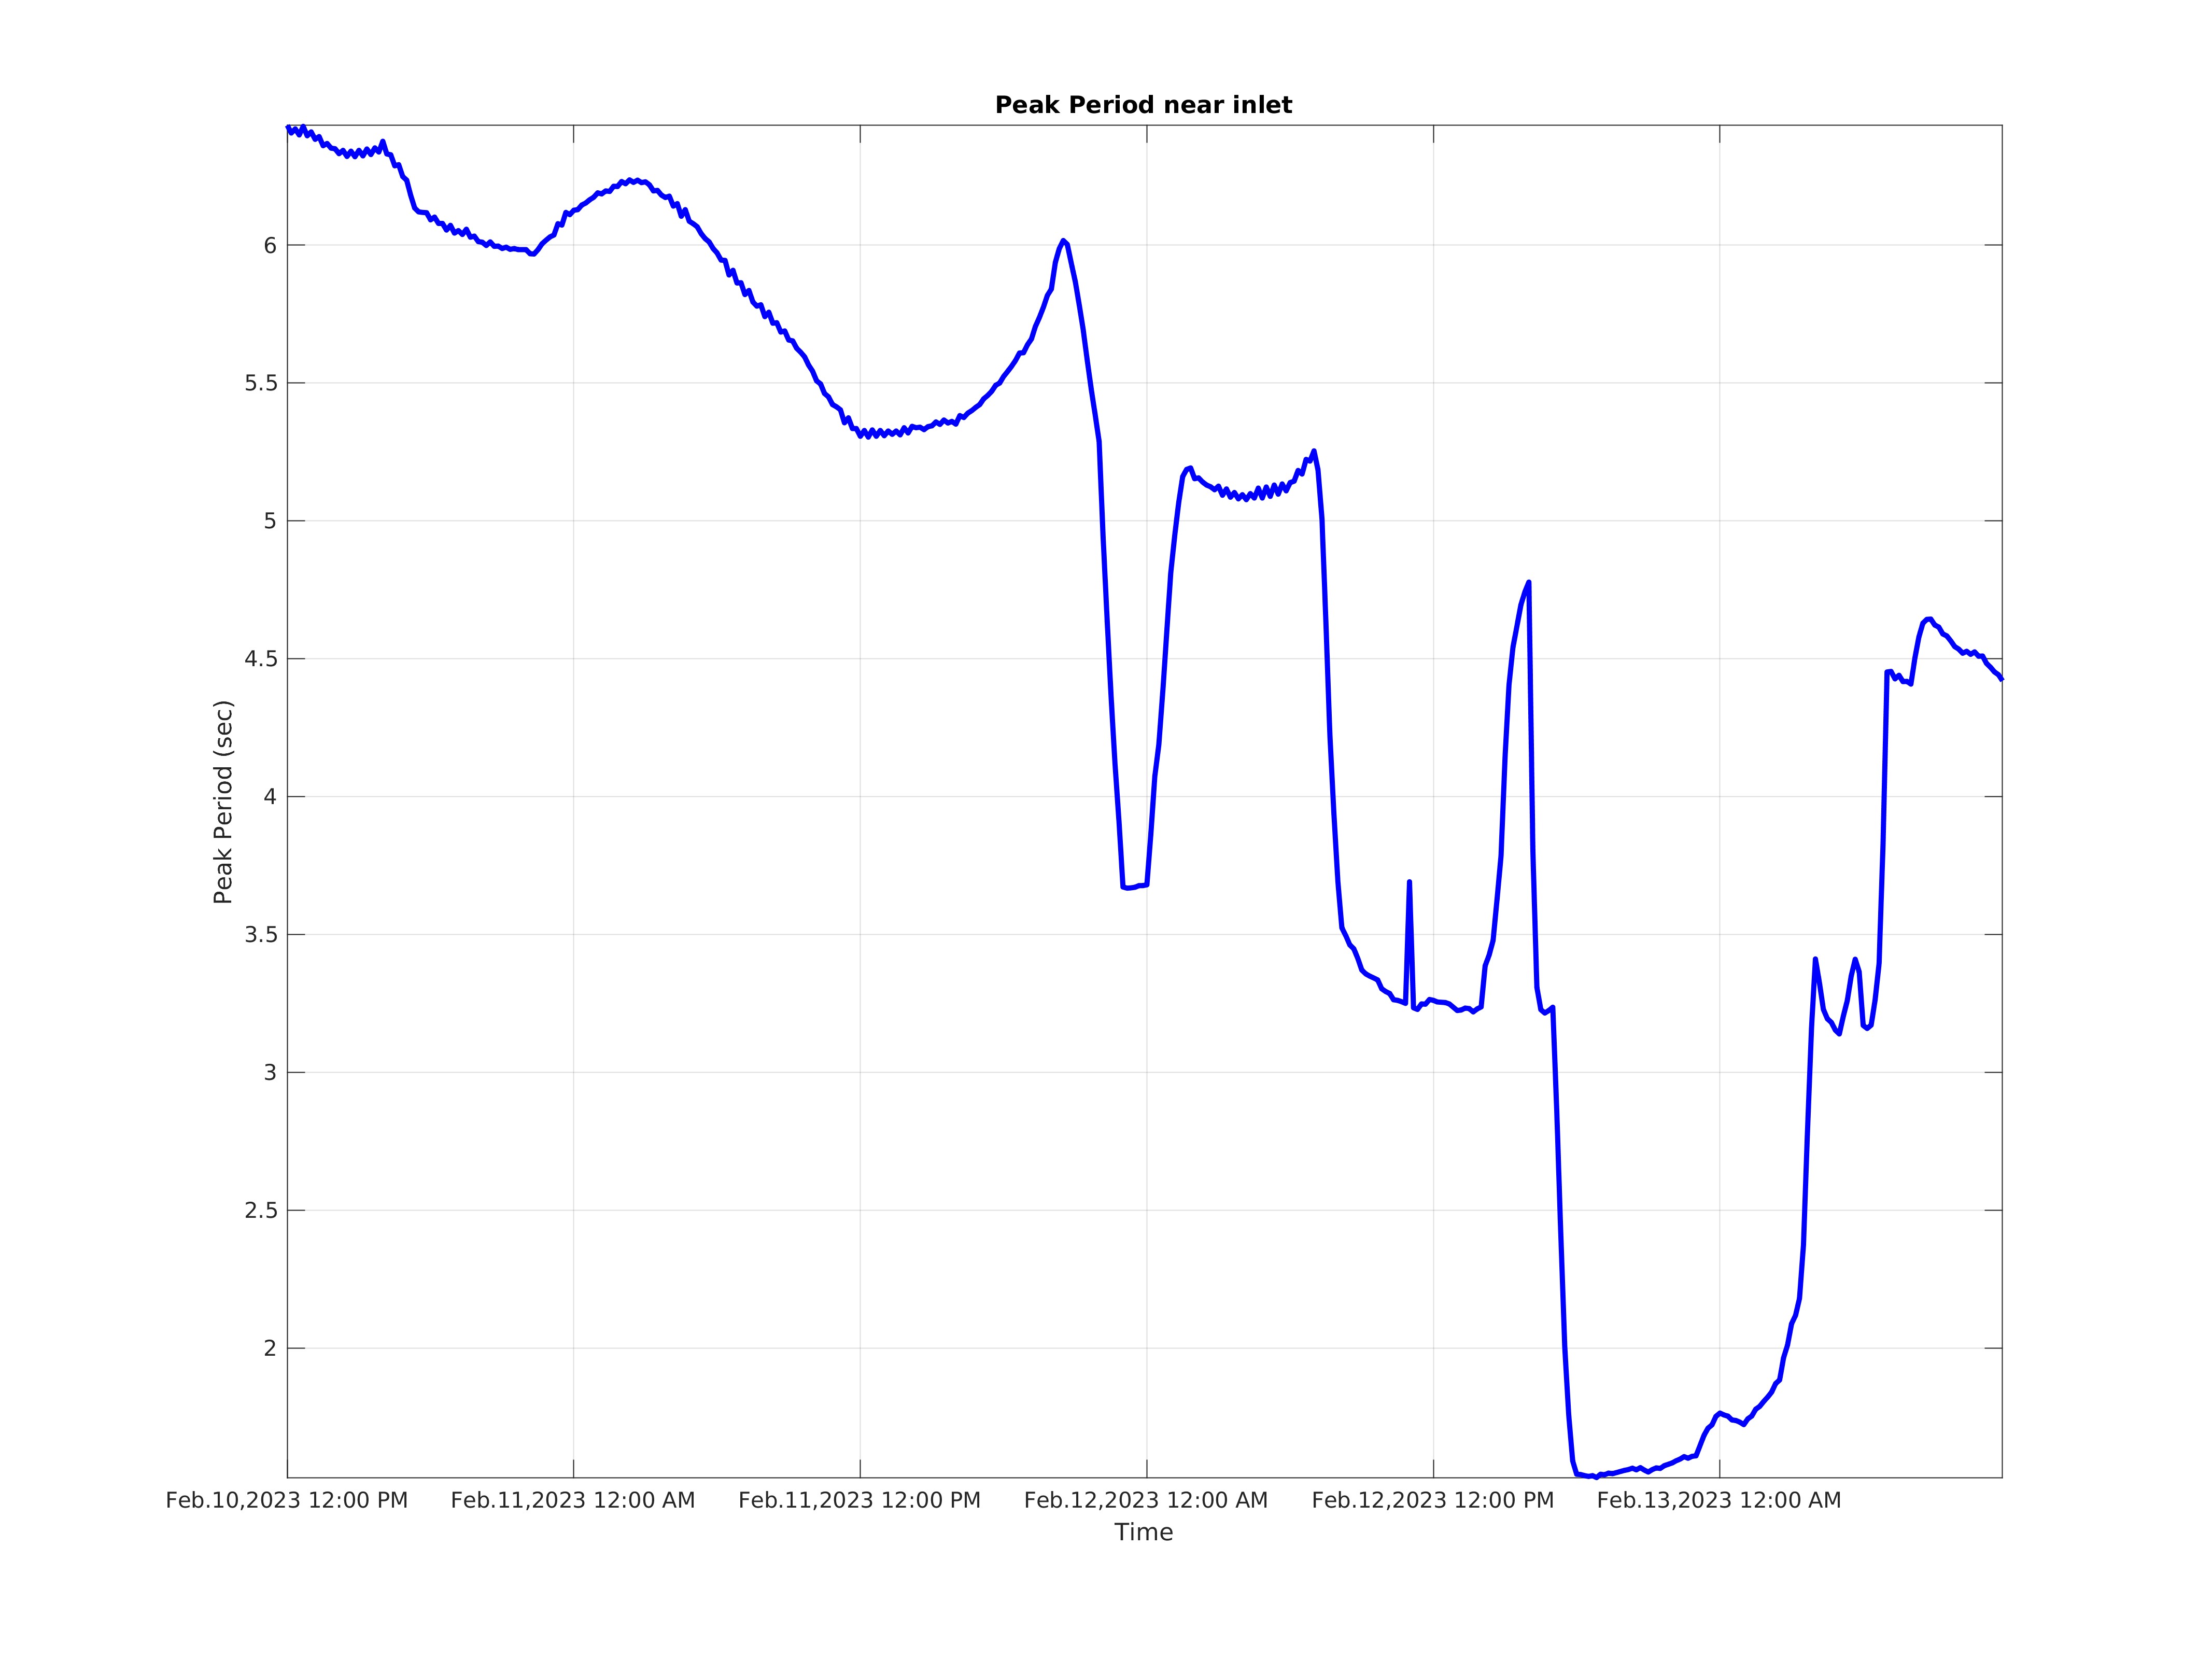 Peak Period near inlet
6
5.5
5
4.5
4
3.5
3
2.5
2
Peak Period (sec)
Feb.10,2023 12:00 PM Feb.11,2023 12:00 AM Feb.11,2023 12:00 PM Feb.12,2023 12:00 AM Feb.12,2023 12:00 PM Feb.13,2023 12:00 AM
Time